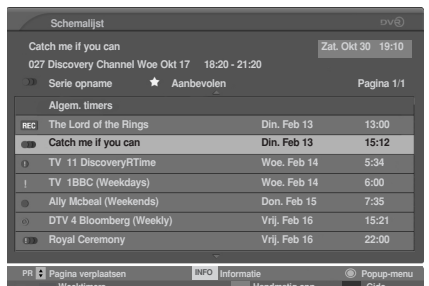 Schemalijst
DVR
Catch me if you can
Zat. Okt 30 19:10
027 Discovery Channel Woe Okt 17 18:20 - 21:20
Serie opname
Aanbevolen
Pagina 1/1
Algem. timers
REC The Lord of the Rings Din. Feb 13 13:00
Catch me if you can Din. Feb 13 15:12
TV 11 DiscoveryRTime Woe. Feb 14 5:34
! TV 1BBC (Weekdays) Woe. Feb 14 6:00
Ally Mcbeal (Weekends) Don. Feb 15 7:35
DTV 4 Bloomberg (Weekly) Vrij. Feb 16 15:21
Royal Ceremony Vrij. Feb 16 22:00
PR Pagina verplaatsen INFO Informatie Popup-menu